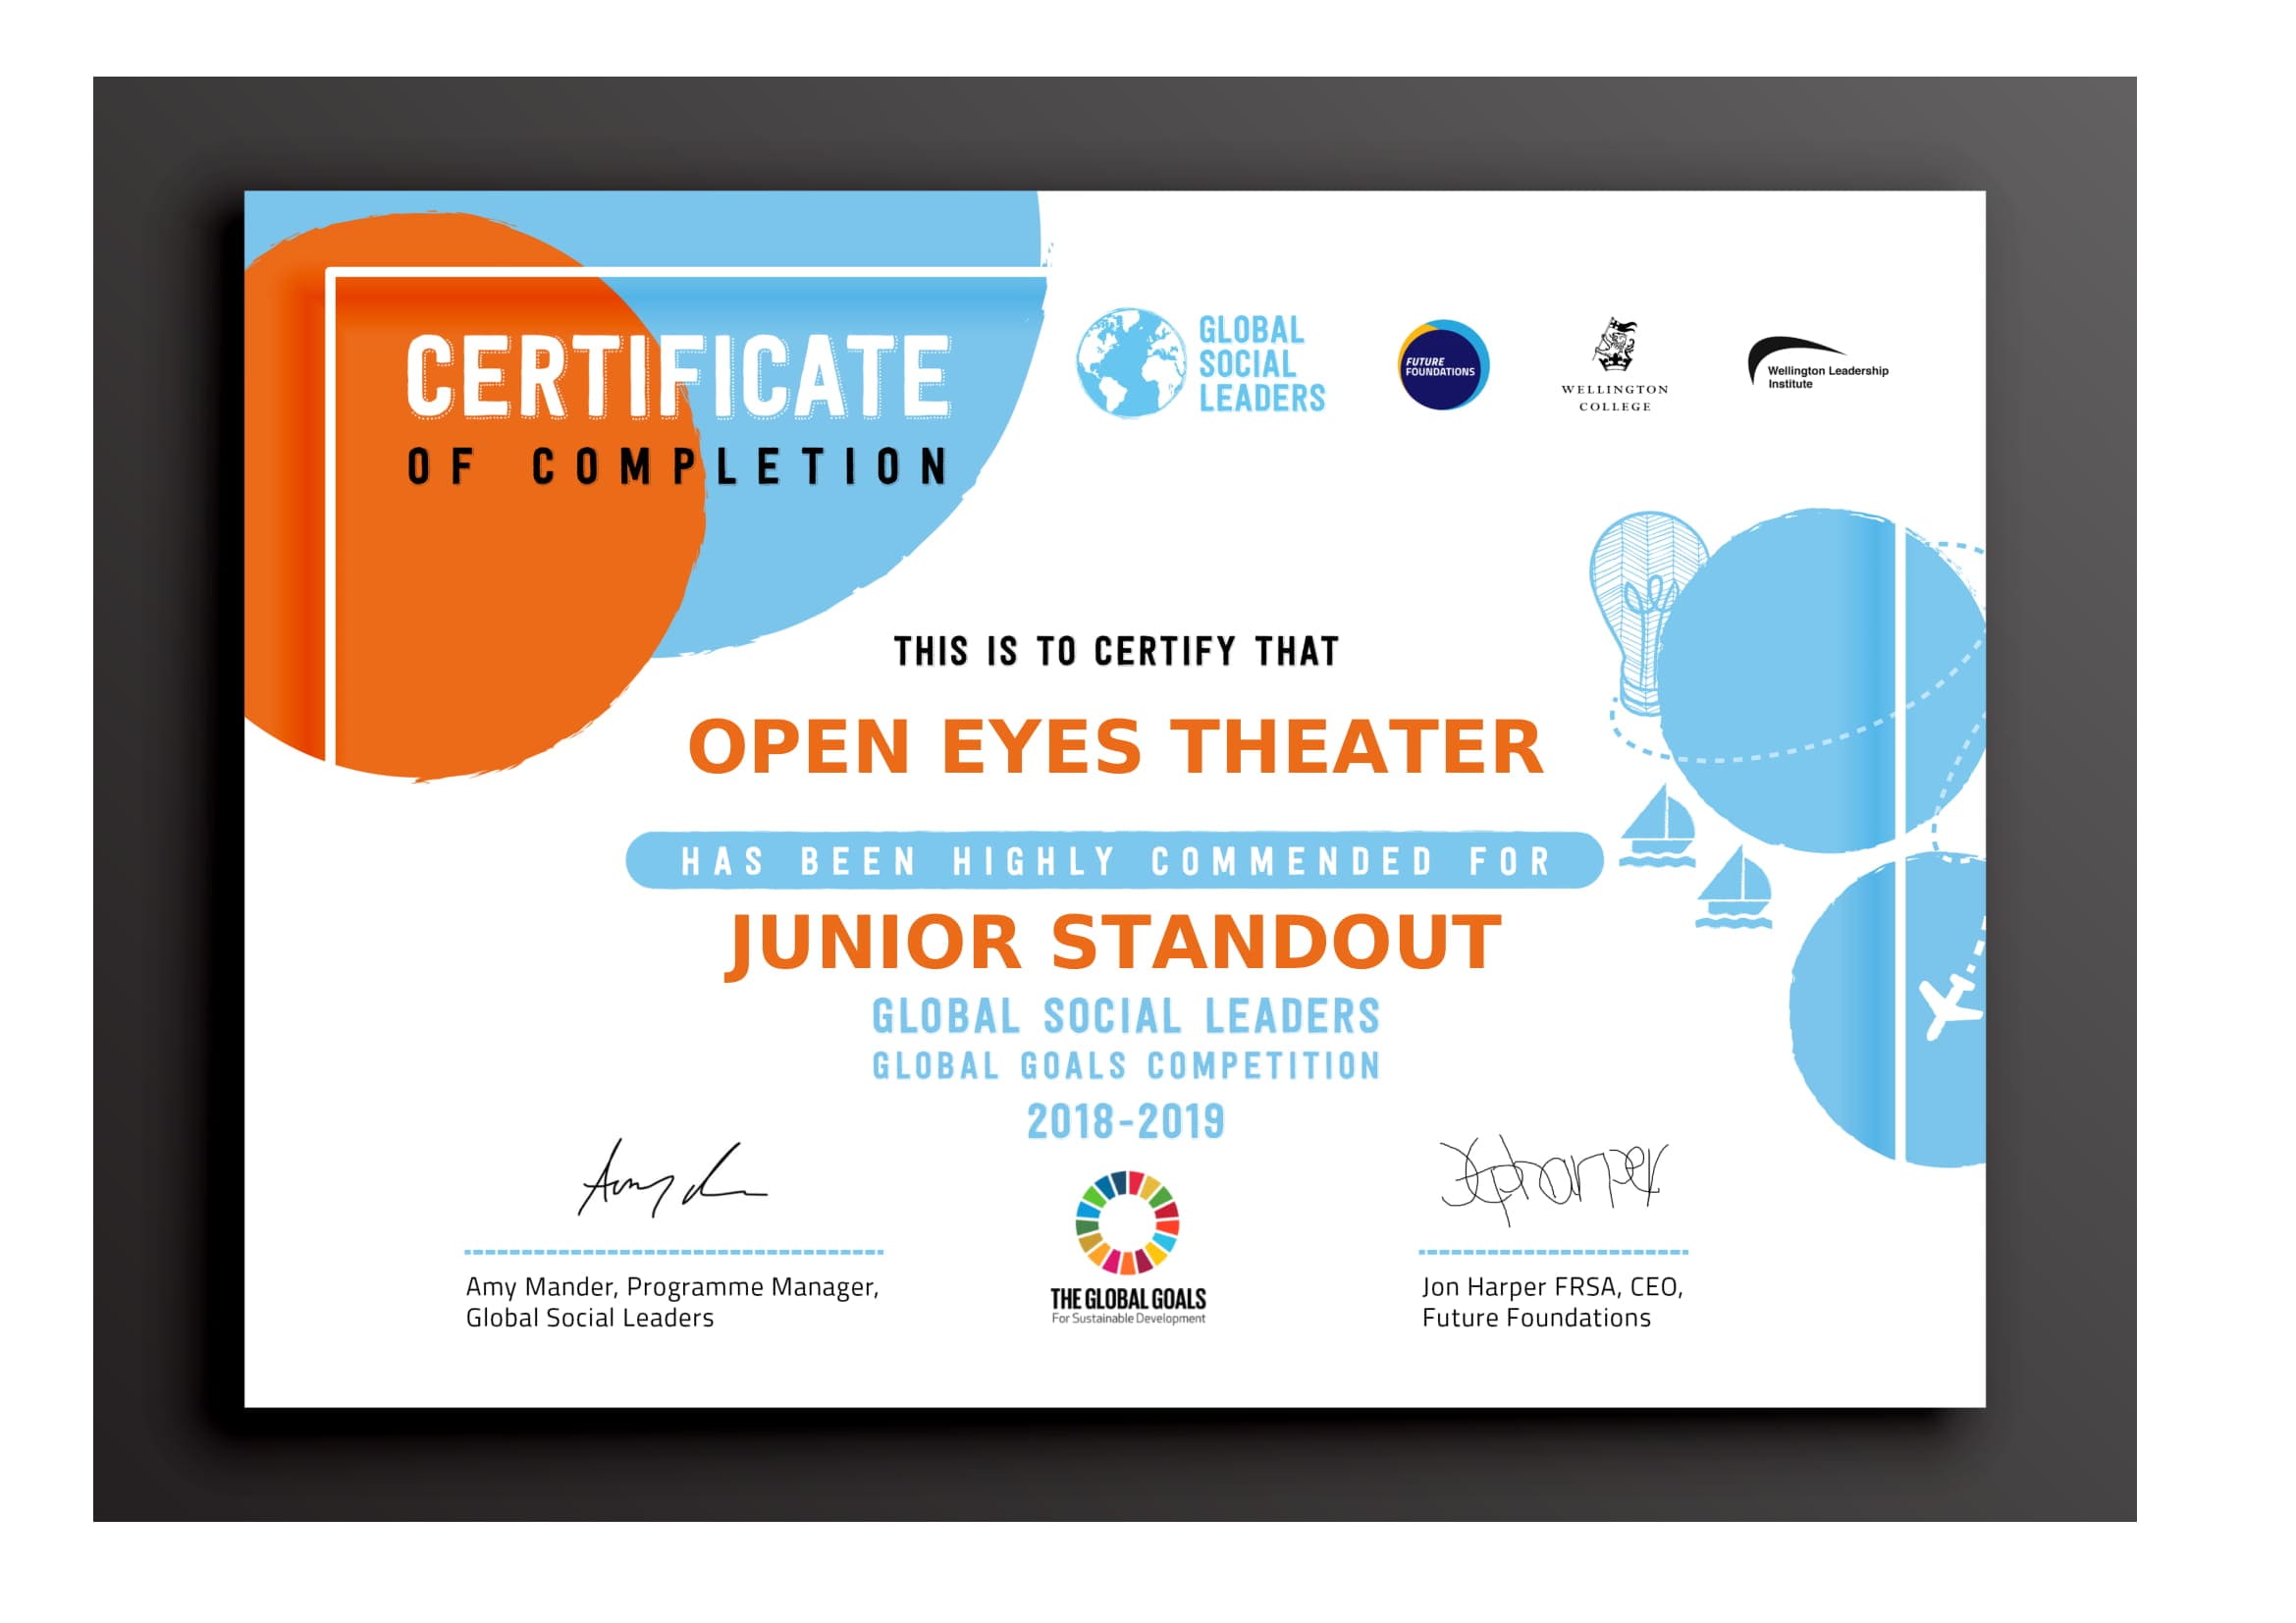 CERTIFICATE
OF COMPLETION
GLOBAL
SOCIAL
LEADERS
FUTURE
FOUNDATIONS
WELLINGTON
COLLEGE
Wellington Leadership
Institute
THIS IS TO CERTIFY THAT
OPEN EYES THEATER
HAS BEEN HIGHLY COMMENDED FOR
JUNIOR STANDOUT
GLOBAL SOCIAL LEADERS
GLOBAL GOALS COMPETITION
2018-2019
Amy Mander, Programme Manager,
Global Social Leaders
THE GLOBAL GOALS
For Sustainable Development
Jon Harper FRSA, CEO,
Future Foundations